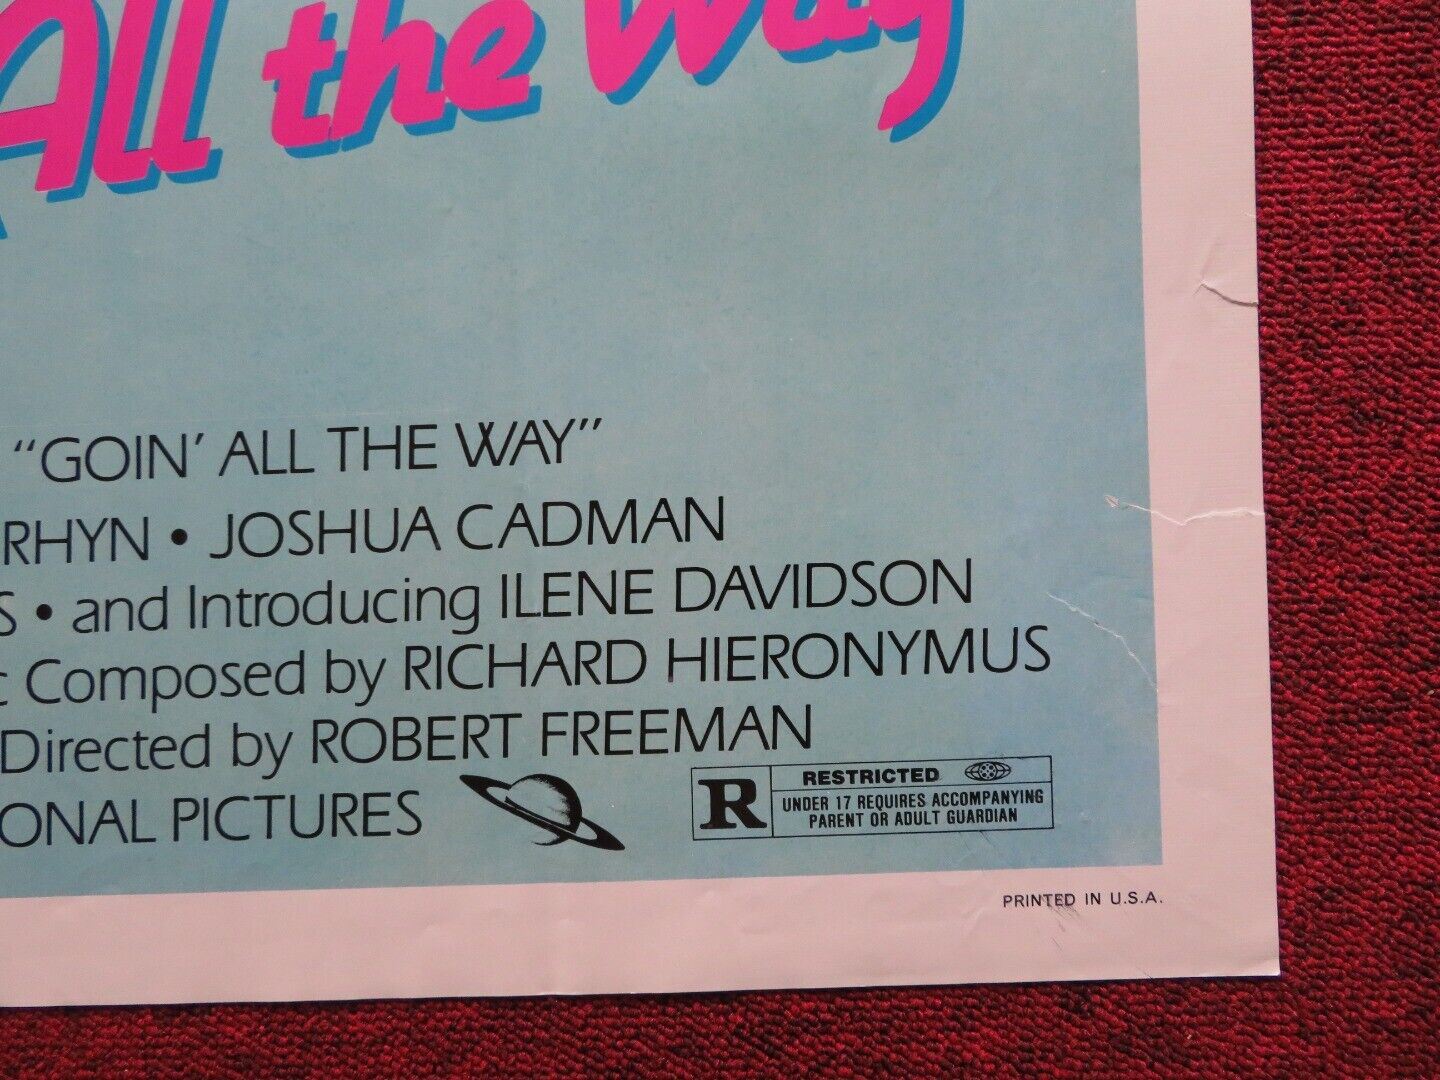 All the Way
“GOIN’ ALL THE WAY”
RHYN • JOSHUA CADMAN
S • and Introducing ILENE DAVIDSON
c Composed by RICHARD HIERONYMUS
Directed by ROBERT FREEMAN
ONAL PICTURES
R
RESTRICTED
UNDER 17 REQUIRES ACCOMPANYING
PARENT OR ADULT GUARDIAN
PRINTED IN U.S.A.